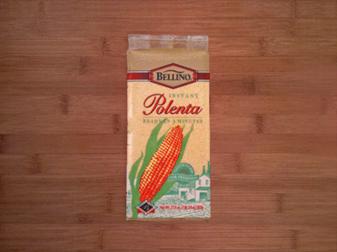 BELLINO
INSTANT
Polenta
READY IN 3 MINUTES